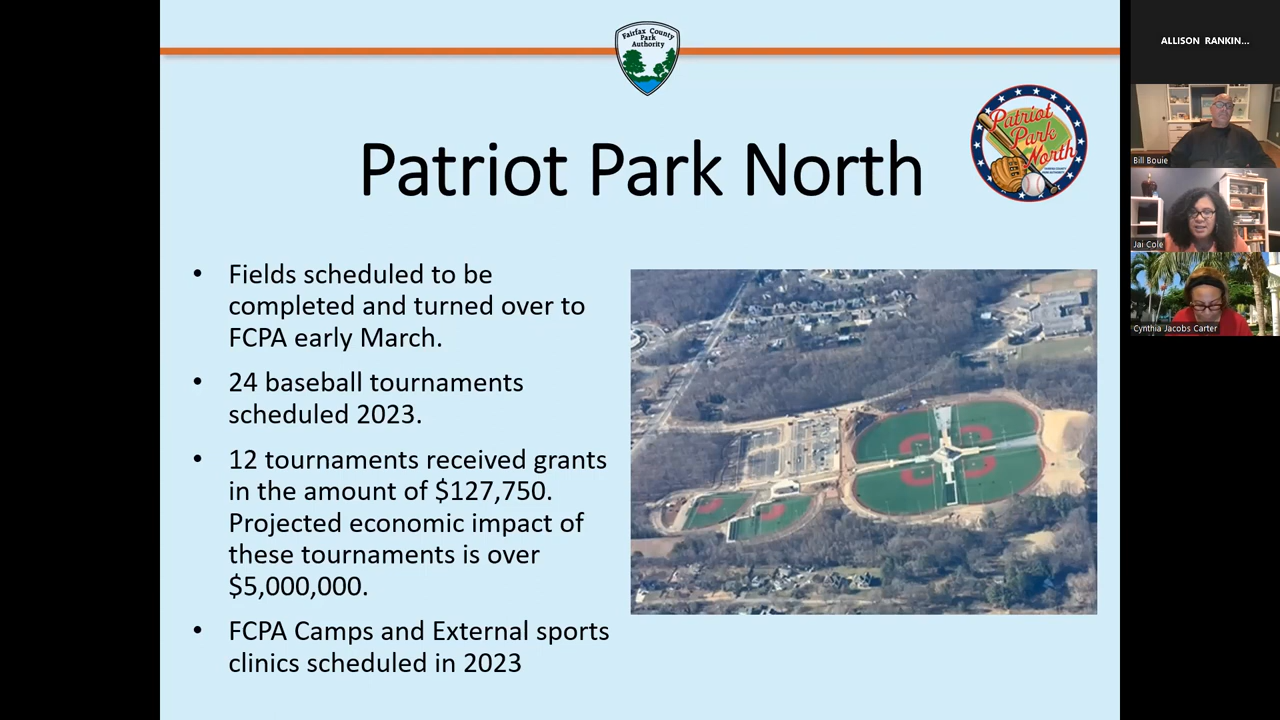 Fairfax County
Park
Authority
ALLISON RANKIN...
Patriot
Park
North
Patriot Park North
Bill Bouie
Jai Cole
Cynthia Jacobs Carter
• Fields scheduled to be
completed and turned over to
FCPA early March.
• 24 baseball tournaments
scheduled 2023.
• 12 tournaments received grants
in the amount of $127,750.
Projected economic impact of
these tournaments is over
$5,000,000.
• FCPA Camps and External sports
clinics scheduled in 2023